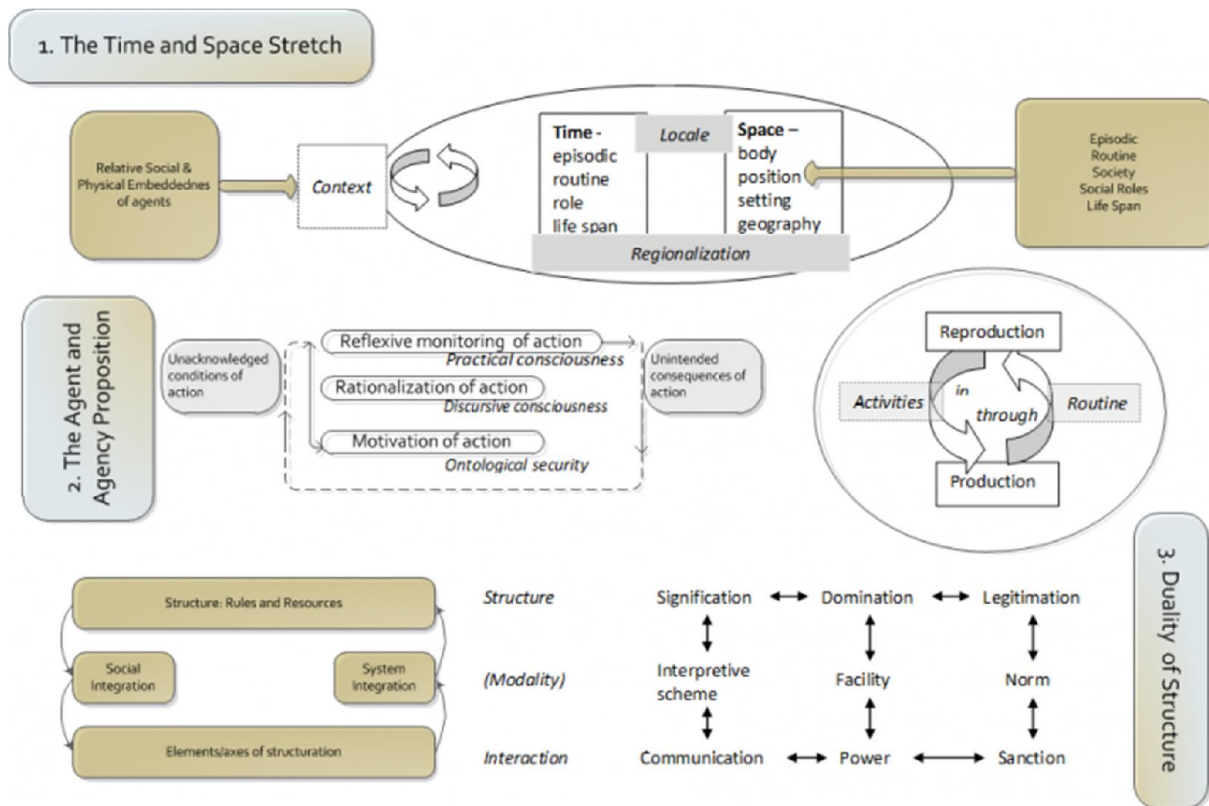 1. The Time and Space Stretch
Relative Social &
Physical Embeddednes
of agents
Context
Time -
episodic
routine
role
life span
Locale
Space –
body
position
setting
geography
Regionalization
Episodic
Routine
Society
Social Roles
Life Span
2. The Agent and
Agency Proposition
Unacknowledged
conditions of
action
Reflexive monitoring of action
Practical consciousness
Rationalization of action
Discursive consciousness
Motivation of action
Ontological security
Unintended
consequences of
action
Reproduction
Activities
in
through
Routine
Production
3. Duality of Structure
Structure: Rules and Resources
Social
Integration
System
Integration
Elements/axes of structuration
Structure
Signification
Domination
Legitimation
(Modality)
Interpretive
scheme
Facility
Norm
Interaction
Communication
Power
Sanction